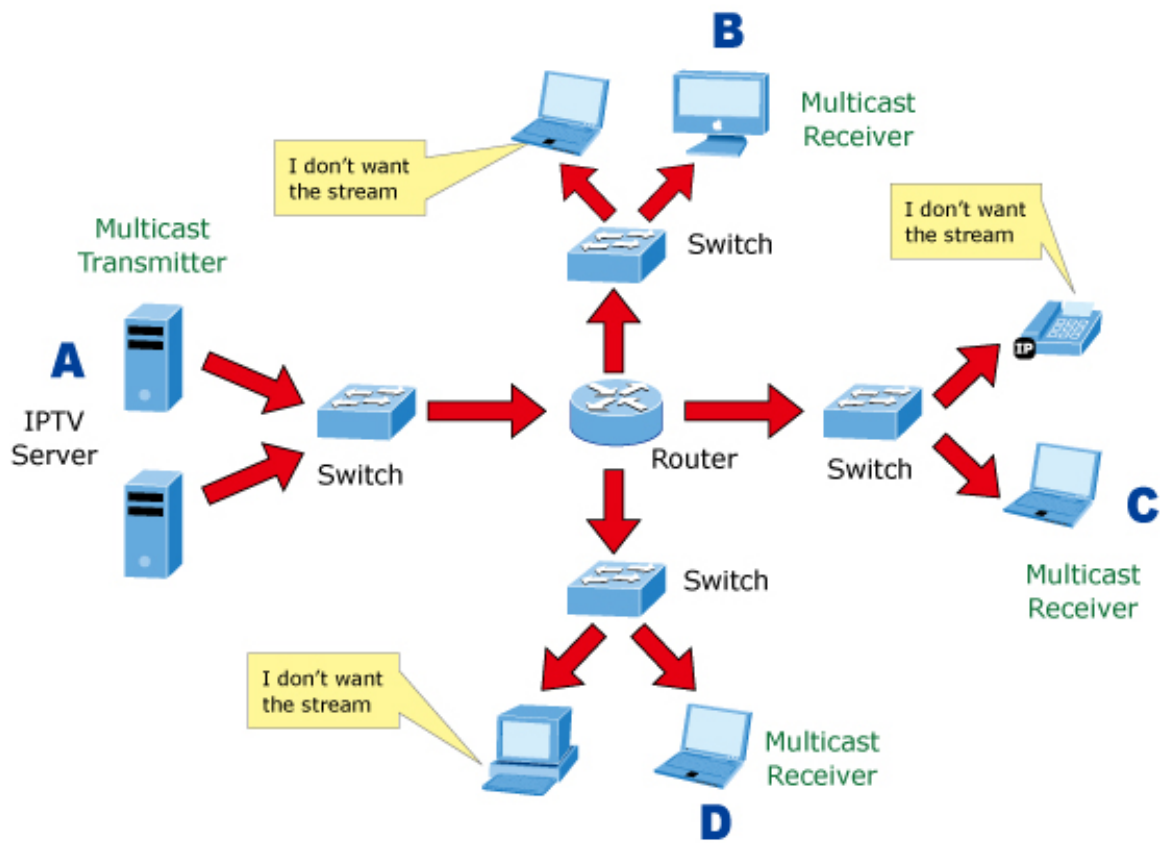 B
Multicast
Receiver
I don't want
the stream
I don't want
the stream
Switch
Multicast
Transmitter
A
IPTV
Server
Switch
Router
Switch
IP
C
Multicast
Receiver
Switch
I don't want
the stream
Multicast
Receiver
D